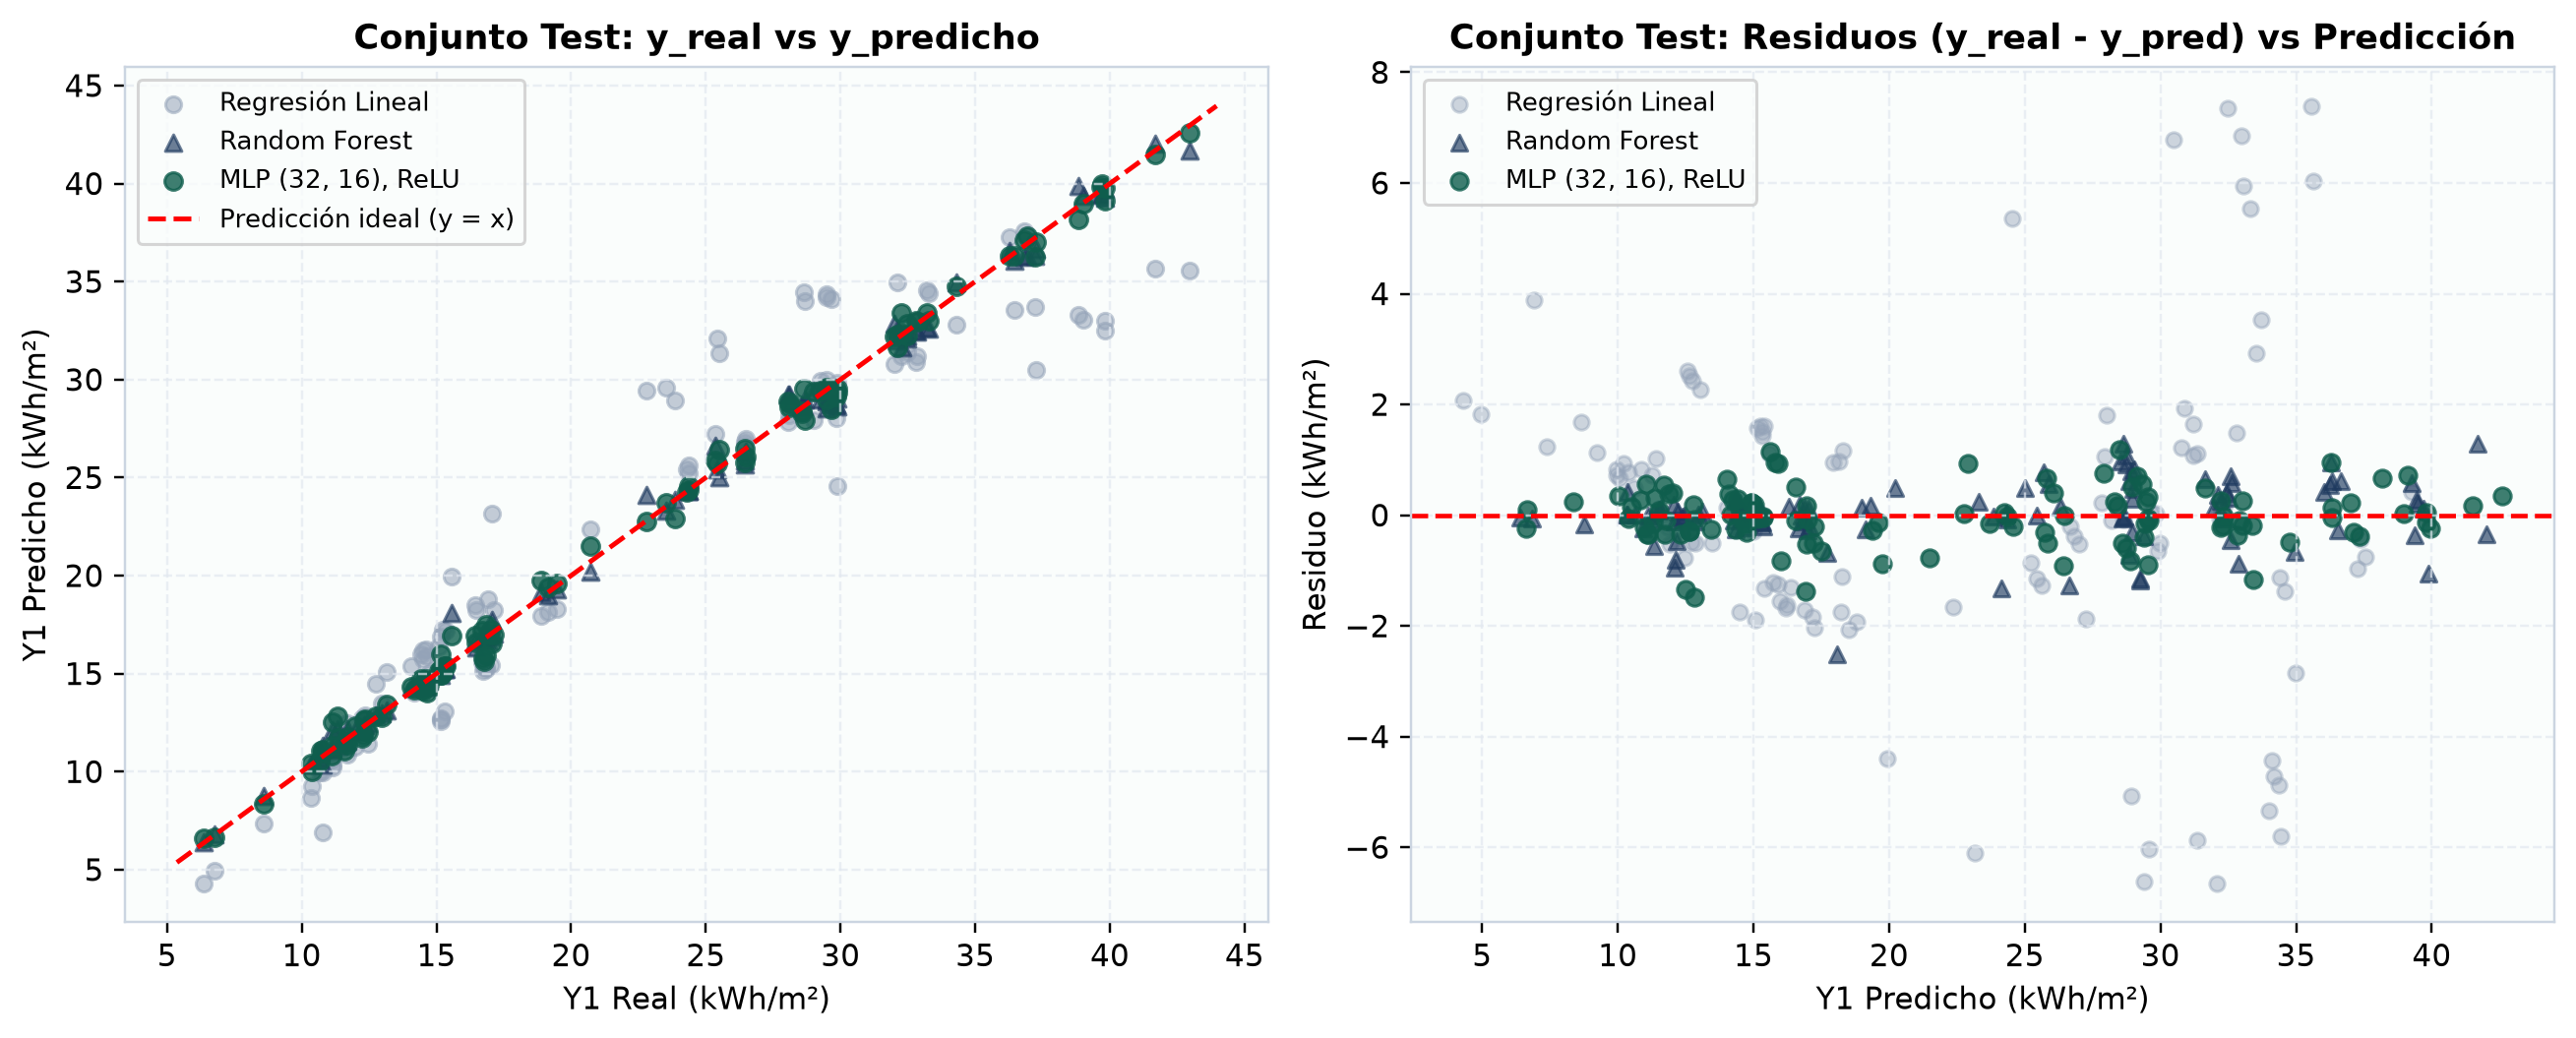 Conjunto Test: y_real vs y_predicho
45
40
35
30
25
20
15
10
5
Y1 Predicho (kWh/m²)
Regresión Lineal
Random Forest
MLP (32, 16), ReLU
Predicción ideal (y = x)
5 10 15 20 25 30 35 40 45
Y1 Real (kWh/m²)
Conjunto Test: Residuos (y_real - y_pred) vs Predicción
8
6
4
2
0
−2
−4
−6
Residuo (kWh/m²)
Regresión Lineal
Random Forest
MLP (32, 16), ReLU
5 10 15 20 25 30 35 40
Y1 Predicho (kWh/m²)